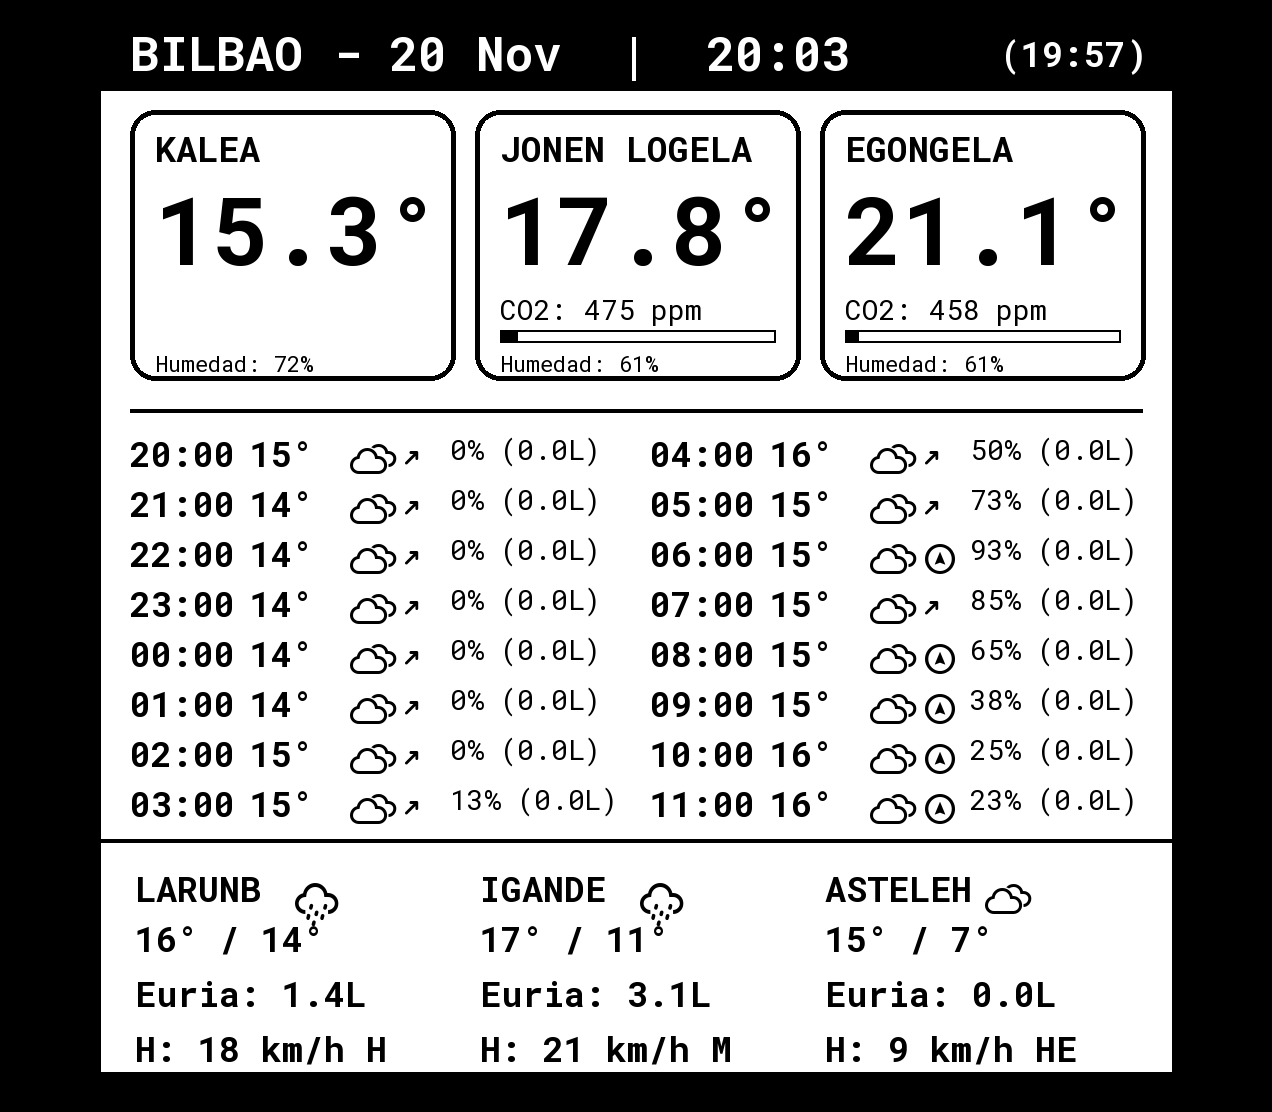 BILBAO - 20 Nov | 20:03 (19:57)
KALEA
15.3°
Humedad: 72%
JONEN LOGELA
17.8°
CO2: 475 ppm
Humedad: 61%
EGONGELA
21.1°
CO2: 458 ppm
Humedad: 61%
20:00 15° 0% (0.0L)
21:00 14° 0% (0.0L)
22:00 14° 0% (0.0L)
23:00 14° 0% (0.0L)
00:00 14° 0% (0.0L)
01:00 14° 0% (0.0L)
02:00 15° 0% (0.0L)
03:00 15° 13% (0.0L)
04:00 16° 50% (0.0L)
05:00 15° 73% (0.0L)
06:00 15° 93% (0.0L)
07:00 15° 85% (0.0L)
08:00 15° 65% (0.0L)
09:00 15° 38% (0.0L)
10:00 16° 25% (0.0L)
11:00 16° 23% (0.0L)
LARUNB
16° / 14°
Euria: 1.4L
H: 18 km/h H
IGANDE
17° / 11°
Euria: 3.1L
H: 21 km/h M
ASTELEH
15° / 7°
Euria: 0.0L
H: 9 km/h HE